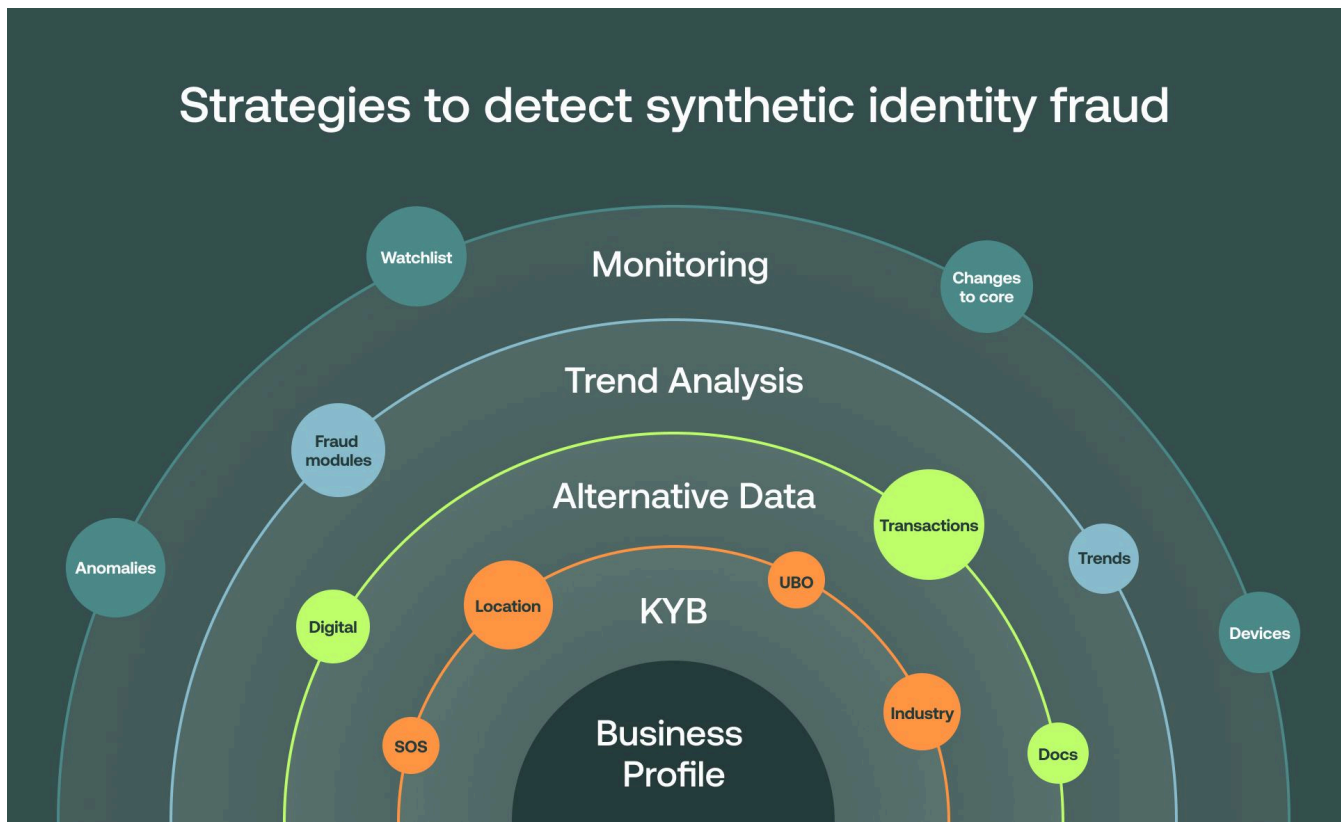 Strategies to detect synthetic identity fraud
Watchlist
Monitoring
Changes
to core
Trend Analysis
Fraud
modules
Alternative Data
Transactions
Trends
Anomalies
Digital
Location
UBO
KYB
Devices
SOS
Industry
Docs
Business
Profile